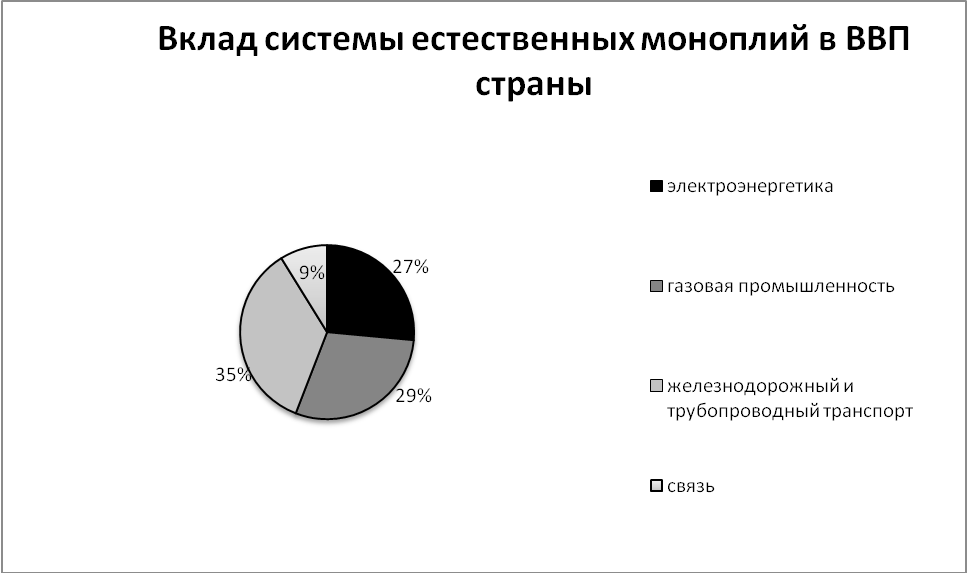 Вклад системы естественных моноплий в ВВП
страны
27%
29%
35%
9%
электроэнергетика
газовая промышленность
железнодорожный и
трубопроводный транспорт
связь